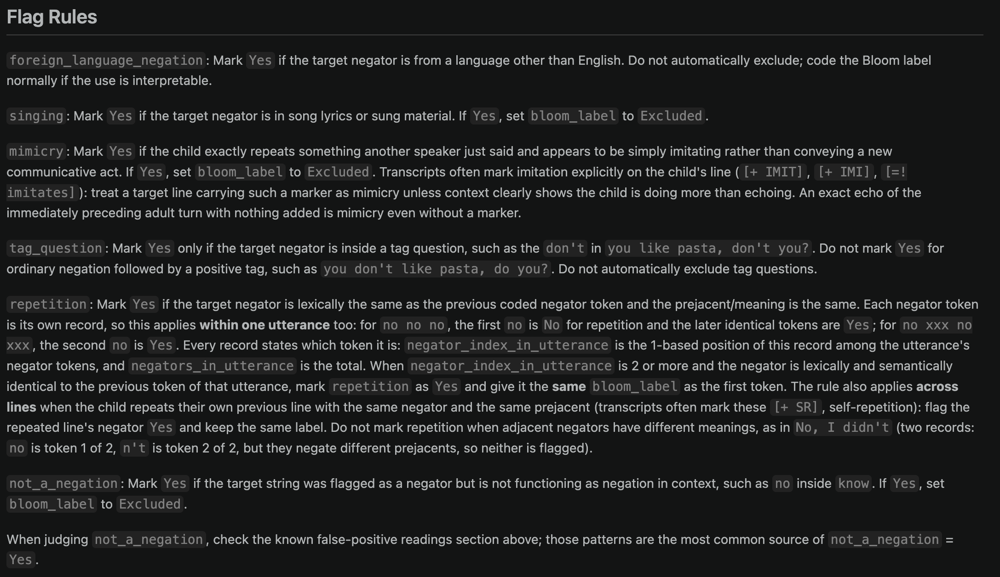 Flag Rules
foreign_language_negation: Mark Yes if the target negator is from a language other than English. Do not automatically exclude; code the Bloom label
normally if the use is interpretable.
singing: Mark Yes if the target negator is in song lyrics or sung material. If Yes, set bloom_label to Excluded.
mimicry: Mark Yes if the child exactly repeats something another speaker just said and appears to be simply imitating rather than conveying a new
communicative act. If Yes, set bloom_label to Excluded. Transcripts often mark imitation explicitly on the child's line ([+ IMIT], [+ IMI], [=!
imitates]): treat a target line carrying such a marker as mimicry unless context clearly shows the child is doing more than echoing. An exact echo of the
immediately preceding adult turn with nothing added is mimicry even without a marker.
tag_question: Mark Yes only if the target negator is inside a tag question, such as the don't in you like pasta, don't you?. Do not mark Yes for
ordinary negation followed by a positive tag, such as you don't like pasta, do you?. Do not automatically exclude tag questions.
repetition: Mark Yes if the target negator is lexically the same as the previous coded negator token and the prejacent/meaning is the same. Each negator token
is its own record, so this applies within one utterance too: for no no no, the first no is No for repetition and the later identical tokens are Yes; for no xxx no
xxx, the second no is Yes. Every record states which token it is: negator_index_in_utterance is the 1-based position of this record among the utterance's
negator tokens, and negators_in_utterance is the total. When negator_index_in_utterance is 2 or more and the negator is lexically and semantically
identical to the previous token of that utterance, mark repetition as Yes and give it the same bloom_label as the first token. The rule also applies across
lines when the child repeats their own previous line with the same negator and the same prejacent (transcripts often mark these [+ SR], self-repetition): flag the
repeated line's negator Yes and keep the same label. Do not mark repetition when adjacent negators have different meanings, as in No, I didn't (two records:
no is token 1 of 2, n't is token 2 of 2, but they negate different prejacents, so neither is flagged).
not_a_negation: Mark Yes if the target string was flagged as a negator but is not functioning as negation in context, such as no inside know. If Yes, set
bloom_label to Excluded.
When judging not_a_negation, check the known false-positive readings section above; those patterns are the most common source of not_a_negation =
Yes.